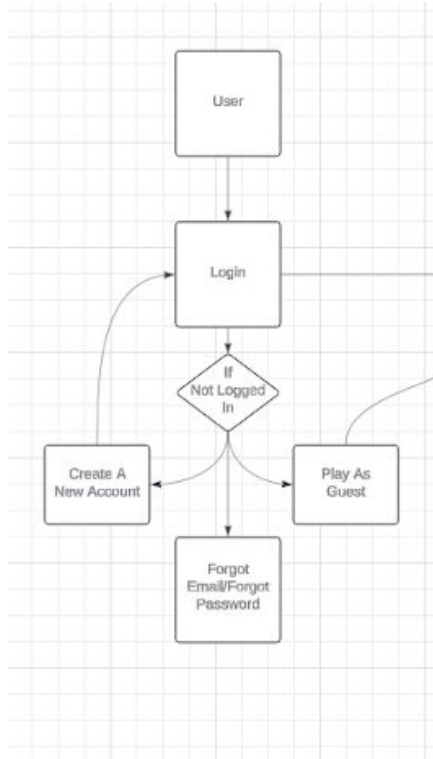 User
Login
If
Not Logged
In
Create A
New Account
Play As
Guest
Forgot
Email/Forgot
Password